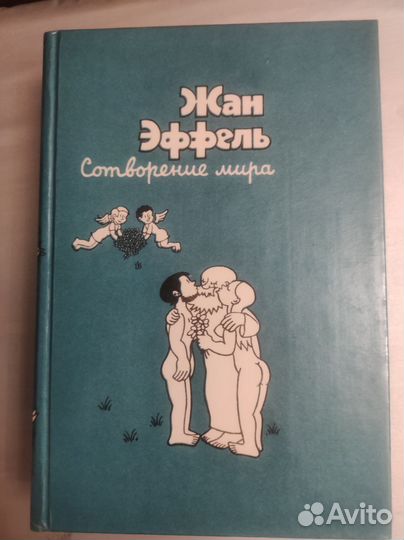 Жан
Эффель
Сотворение мира
Avito